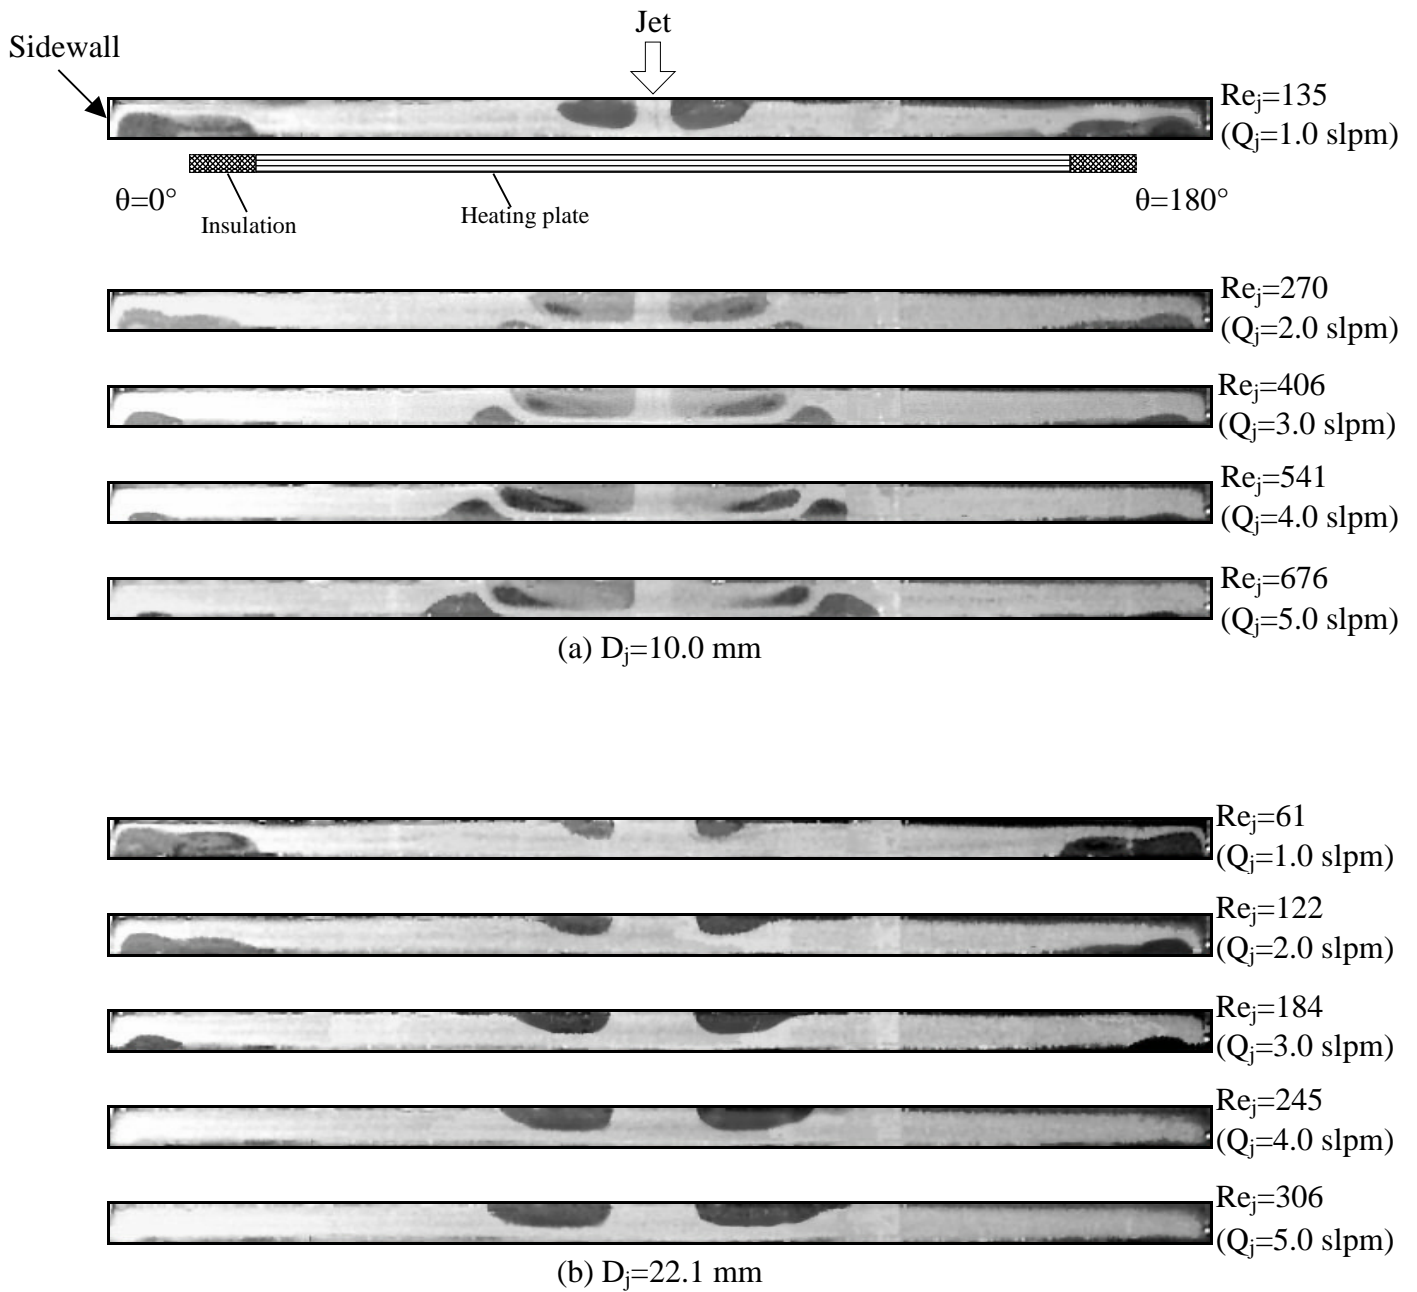 Jet
Sidewall
Re_j=135
(Q_j=1.0 slpm)
θ=0°
θ=180°
Insulation
Heating plate
Re_j=270
(Q_j=2.0 slpm)
Re_j=406
(Q_j=3.0 slpm)
Re_j=541
(Q_j=4.0 slpm)
Re_j=676
(Q_j=5.0 slpm)
(a) D_j=10.0 mm
Re_j=61
(Q_j=1.0 slpm)
Re_j=122
(Q_j=2.0 slpm)
Re_j=184
(Q_j=3.0 slpm)
Re_j=245
(Q_j=4.0 slpm)
Re_j=306
(Q_j=5.0 slpm)
(b) D_j=22.1 mm